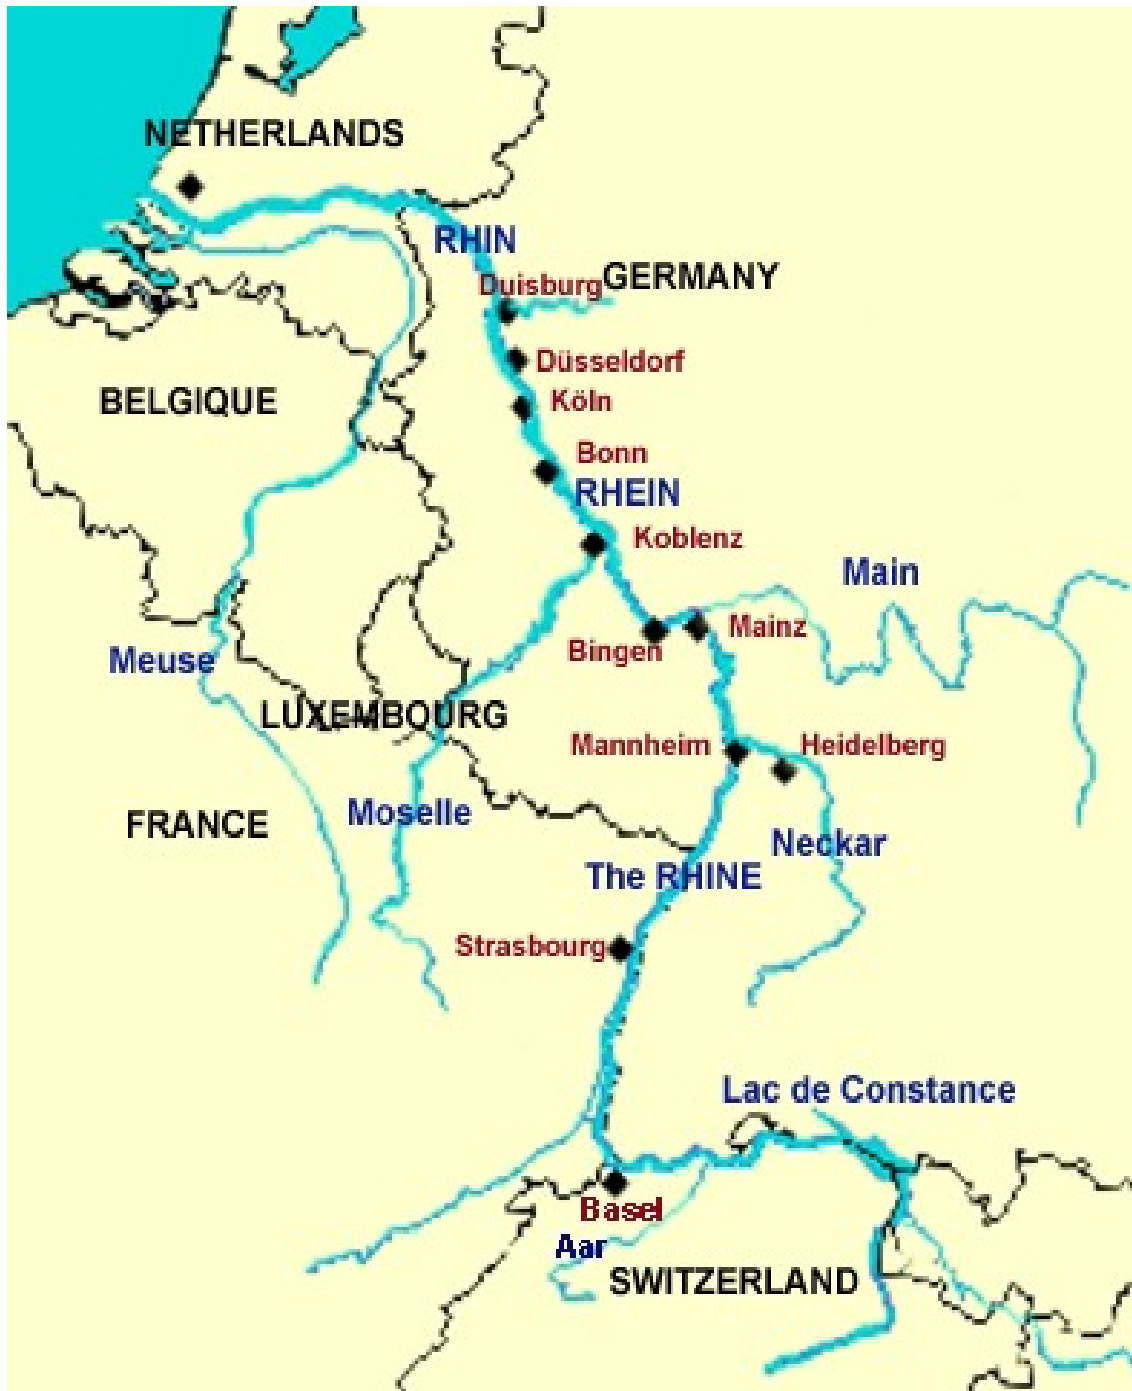 NETHERLANDS
RHIN
GERMANY
Duisburg
Düsseldorf
BELGIQUE
Köln
Bonn
RHEIN
Koblenz
Main
Mainz
Bingen
Meuse
LUXEMBOURG
Mannheim
Heidelberg
Moselle
FRANCE
Neckar
The RHINE
Strasbourg
Lac de Constance
Basel
Aar
SWITZERLAND